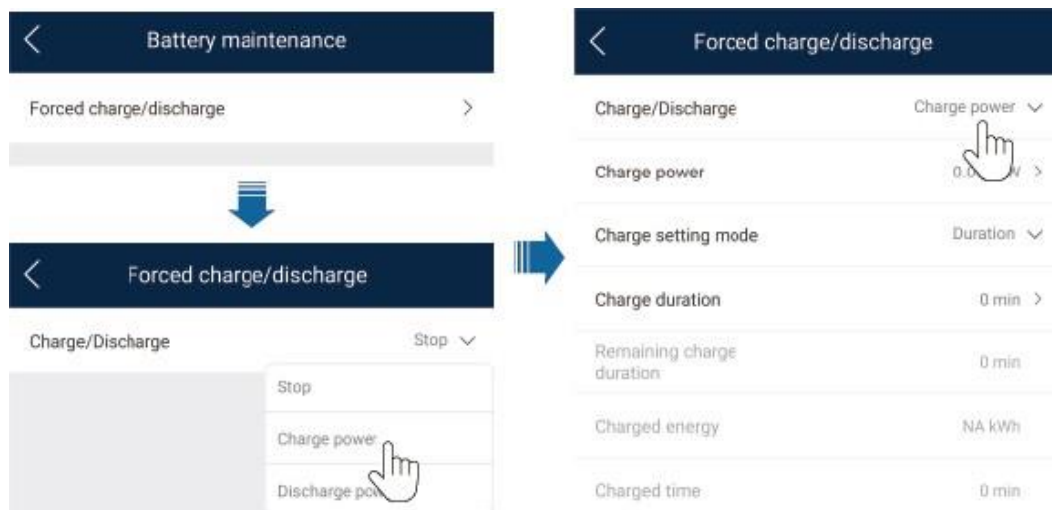 Battery maintenance
Forced charge/discharge
Forced charge/discharge
Charge/Discharge Stop
Stop
Charge power
Discharge
Forced charge/discharge
Charge/Discharge Charge power
Charge power
Charge setting mode Duration
Charge duration 0 min
Remaining charge
duration 0 min
Charged energy NA kWh
Charged time 0 min